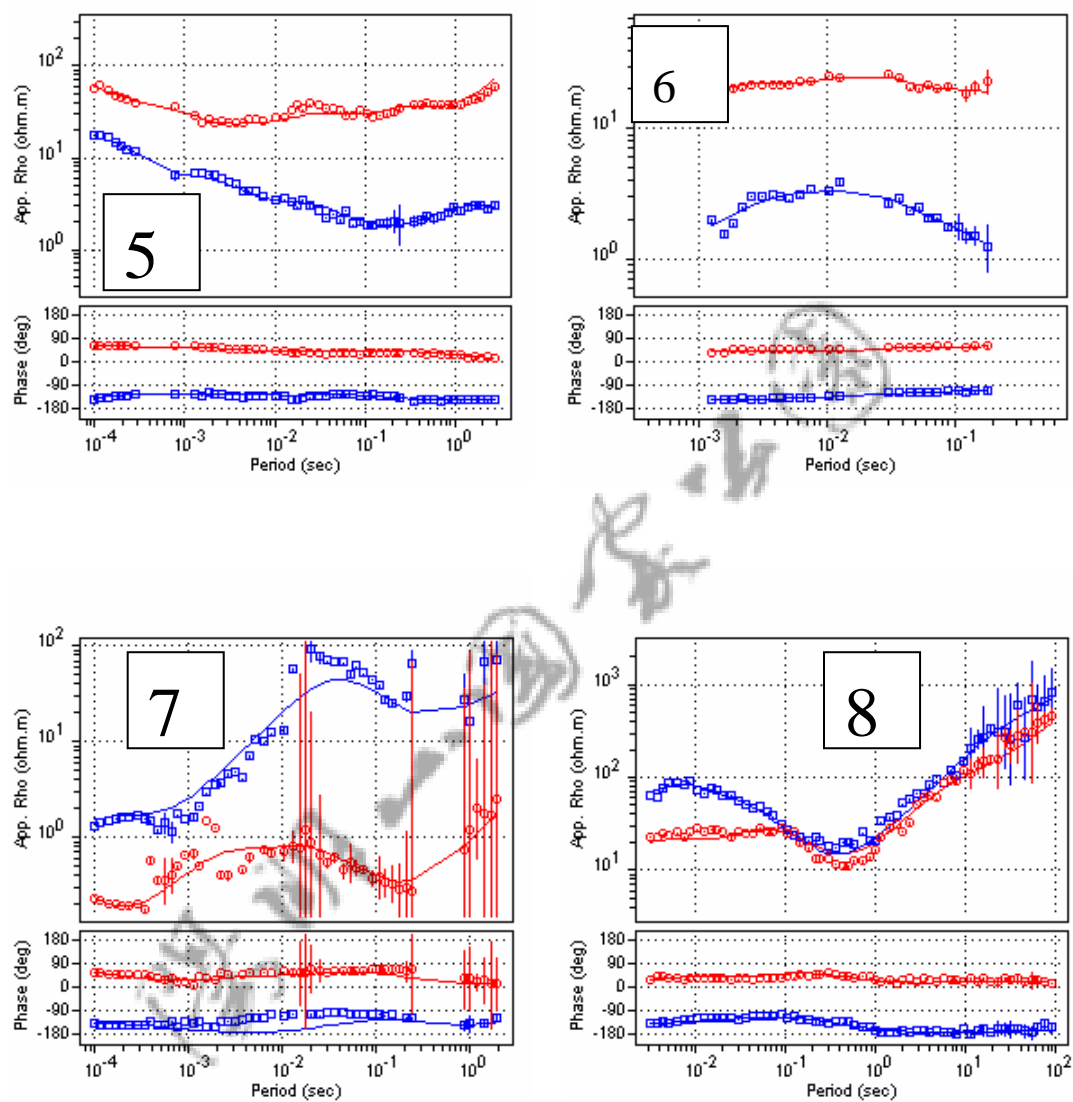 10²
10¹
10⁰
App. Rho (ohm.m)
5
180
90
0
-90
-180
Phase (deg)
10⁻⁴ 10⁻³ 10⁻² 10⁻¹ 10⁰
Period (sec)
10¹
10⁰
App. Rho (ohm.m)
6
180
90
0
-90
-180
Phase (deg)
10⁻³ 10⁻² 10⁻¹
Period (sec)
10²
10¹
10⁰
App. Rho (ohm.m)
7
180
90
0
-90
-180
Phase (deg)
10⁻⁴ 10⁻³ 10⁻² 10⁻¹ 10⁰
Period (sec)
10³
10²
10¹
App. Rho (ohm.m)
8
180
90
0
-90
-180
Phase (deg)
10⁻² 10⁻¹ 10⁰ 10¹ 10²
Period (sec)